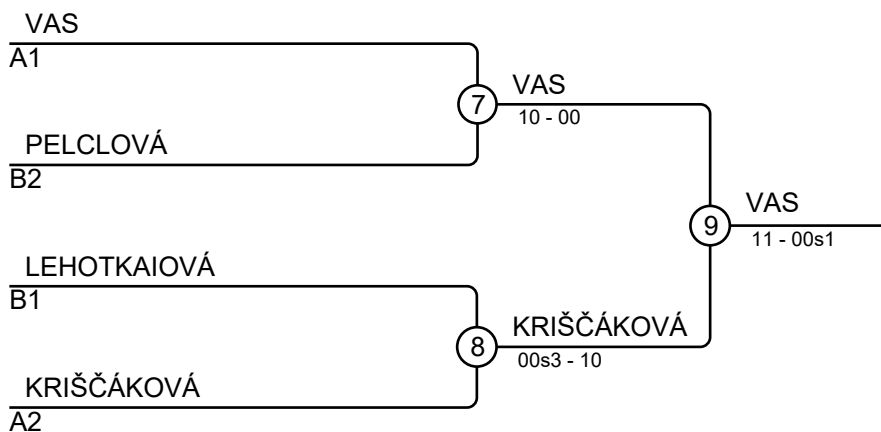 VAS
A1
7
VAS
10 - 00
PELCLOVÁ
B2
9
VAS
11 - 00s1
LEHOTKAIOVÁ
B1
8
KRIŠČÁKOVÁ
00s3 - 10
KRIŠČÁKOVÁ
A2